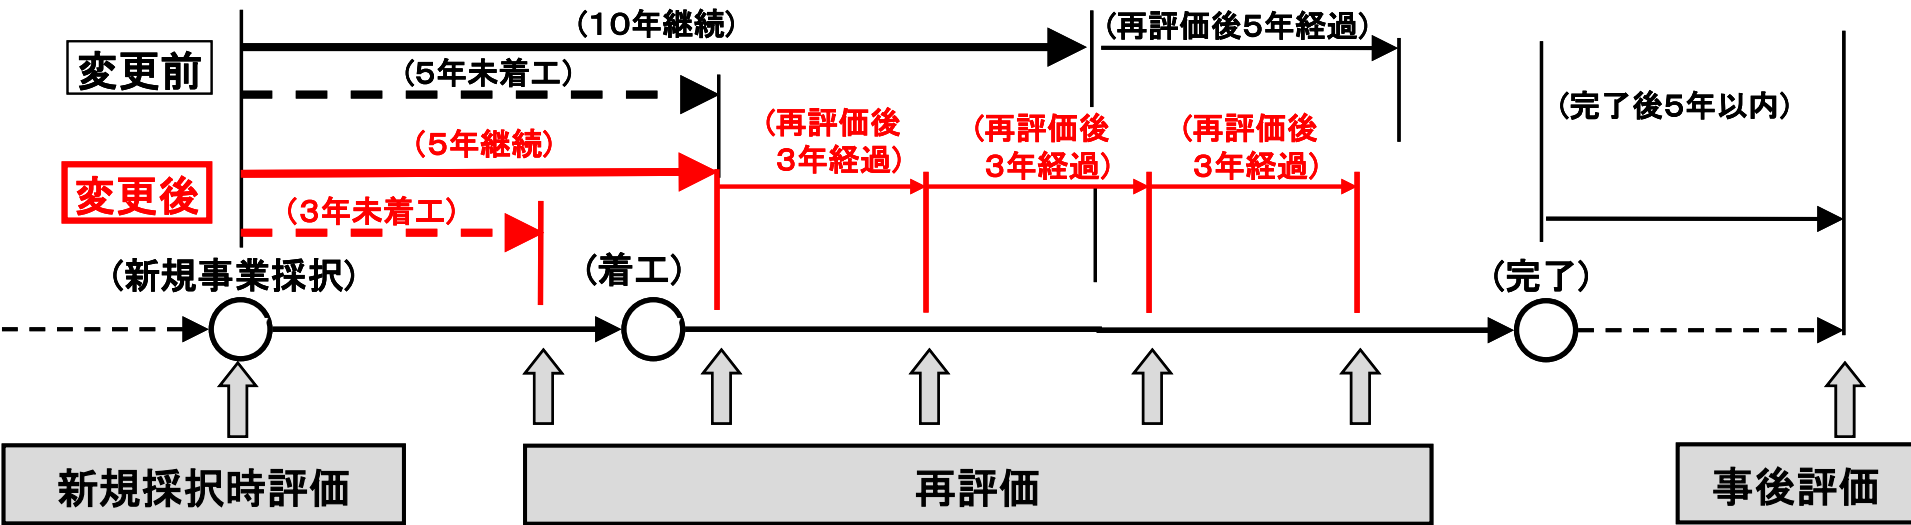 （10年継続）
（再評価後5年経過）
変更前
（5年未着工）
（完了後5年以内）
（再評価後
3年経過）
（再評価後
3年経過）
（再評価後
3年経過）
（5年継続）
変更後
（3年未着工）
（新規事業採択）
（着工）
（完了）
新規採択時評価
再評価
事後評価